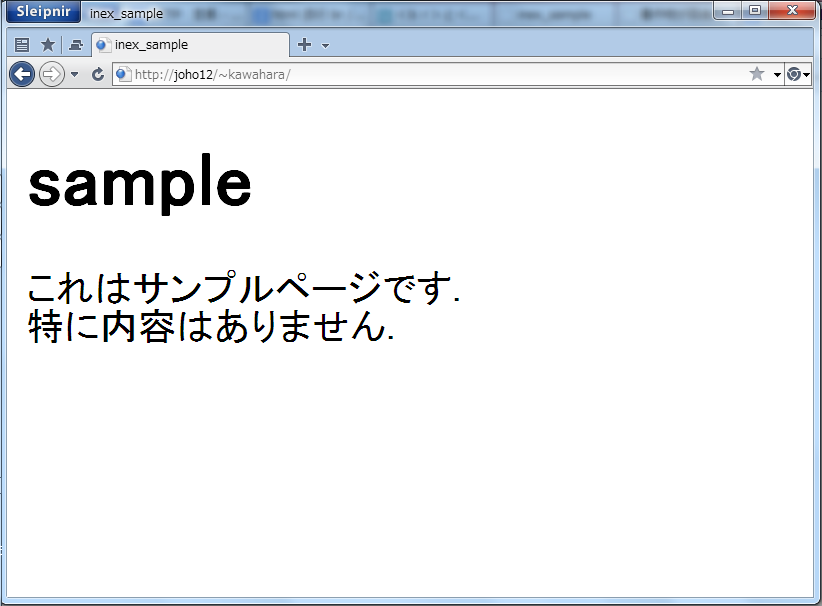 Sleipnir inex_sample
inex_sample
http://joho12/~kawahara/
sample
これはサンプルページです.
特に内容はありません.